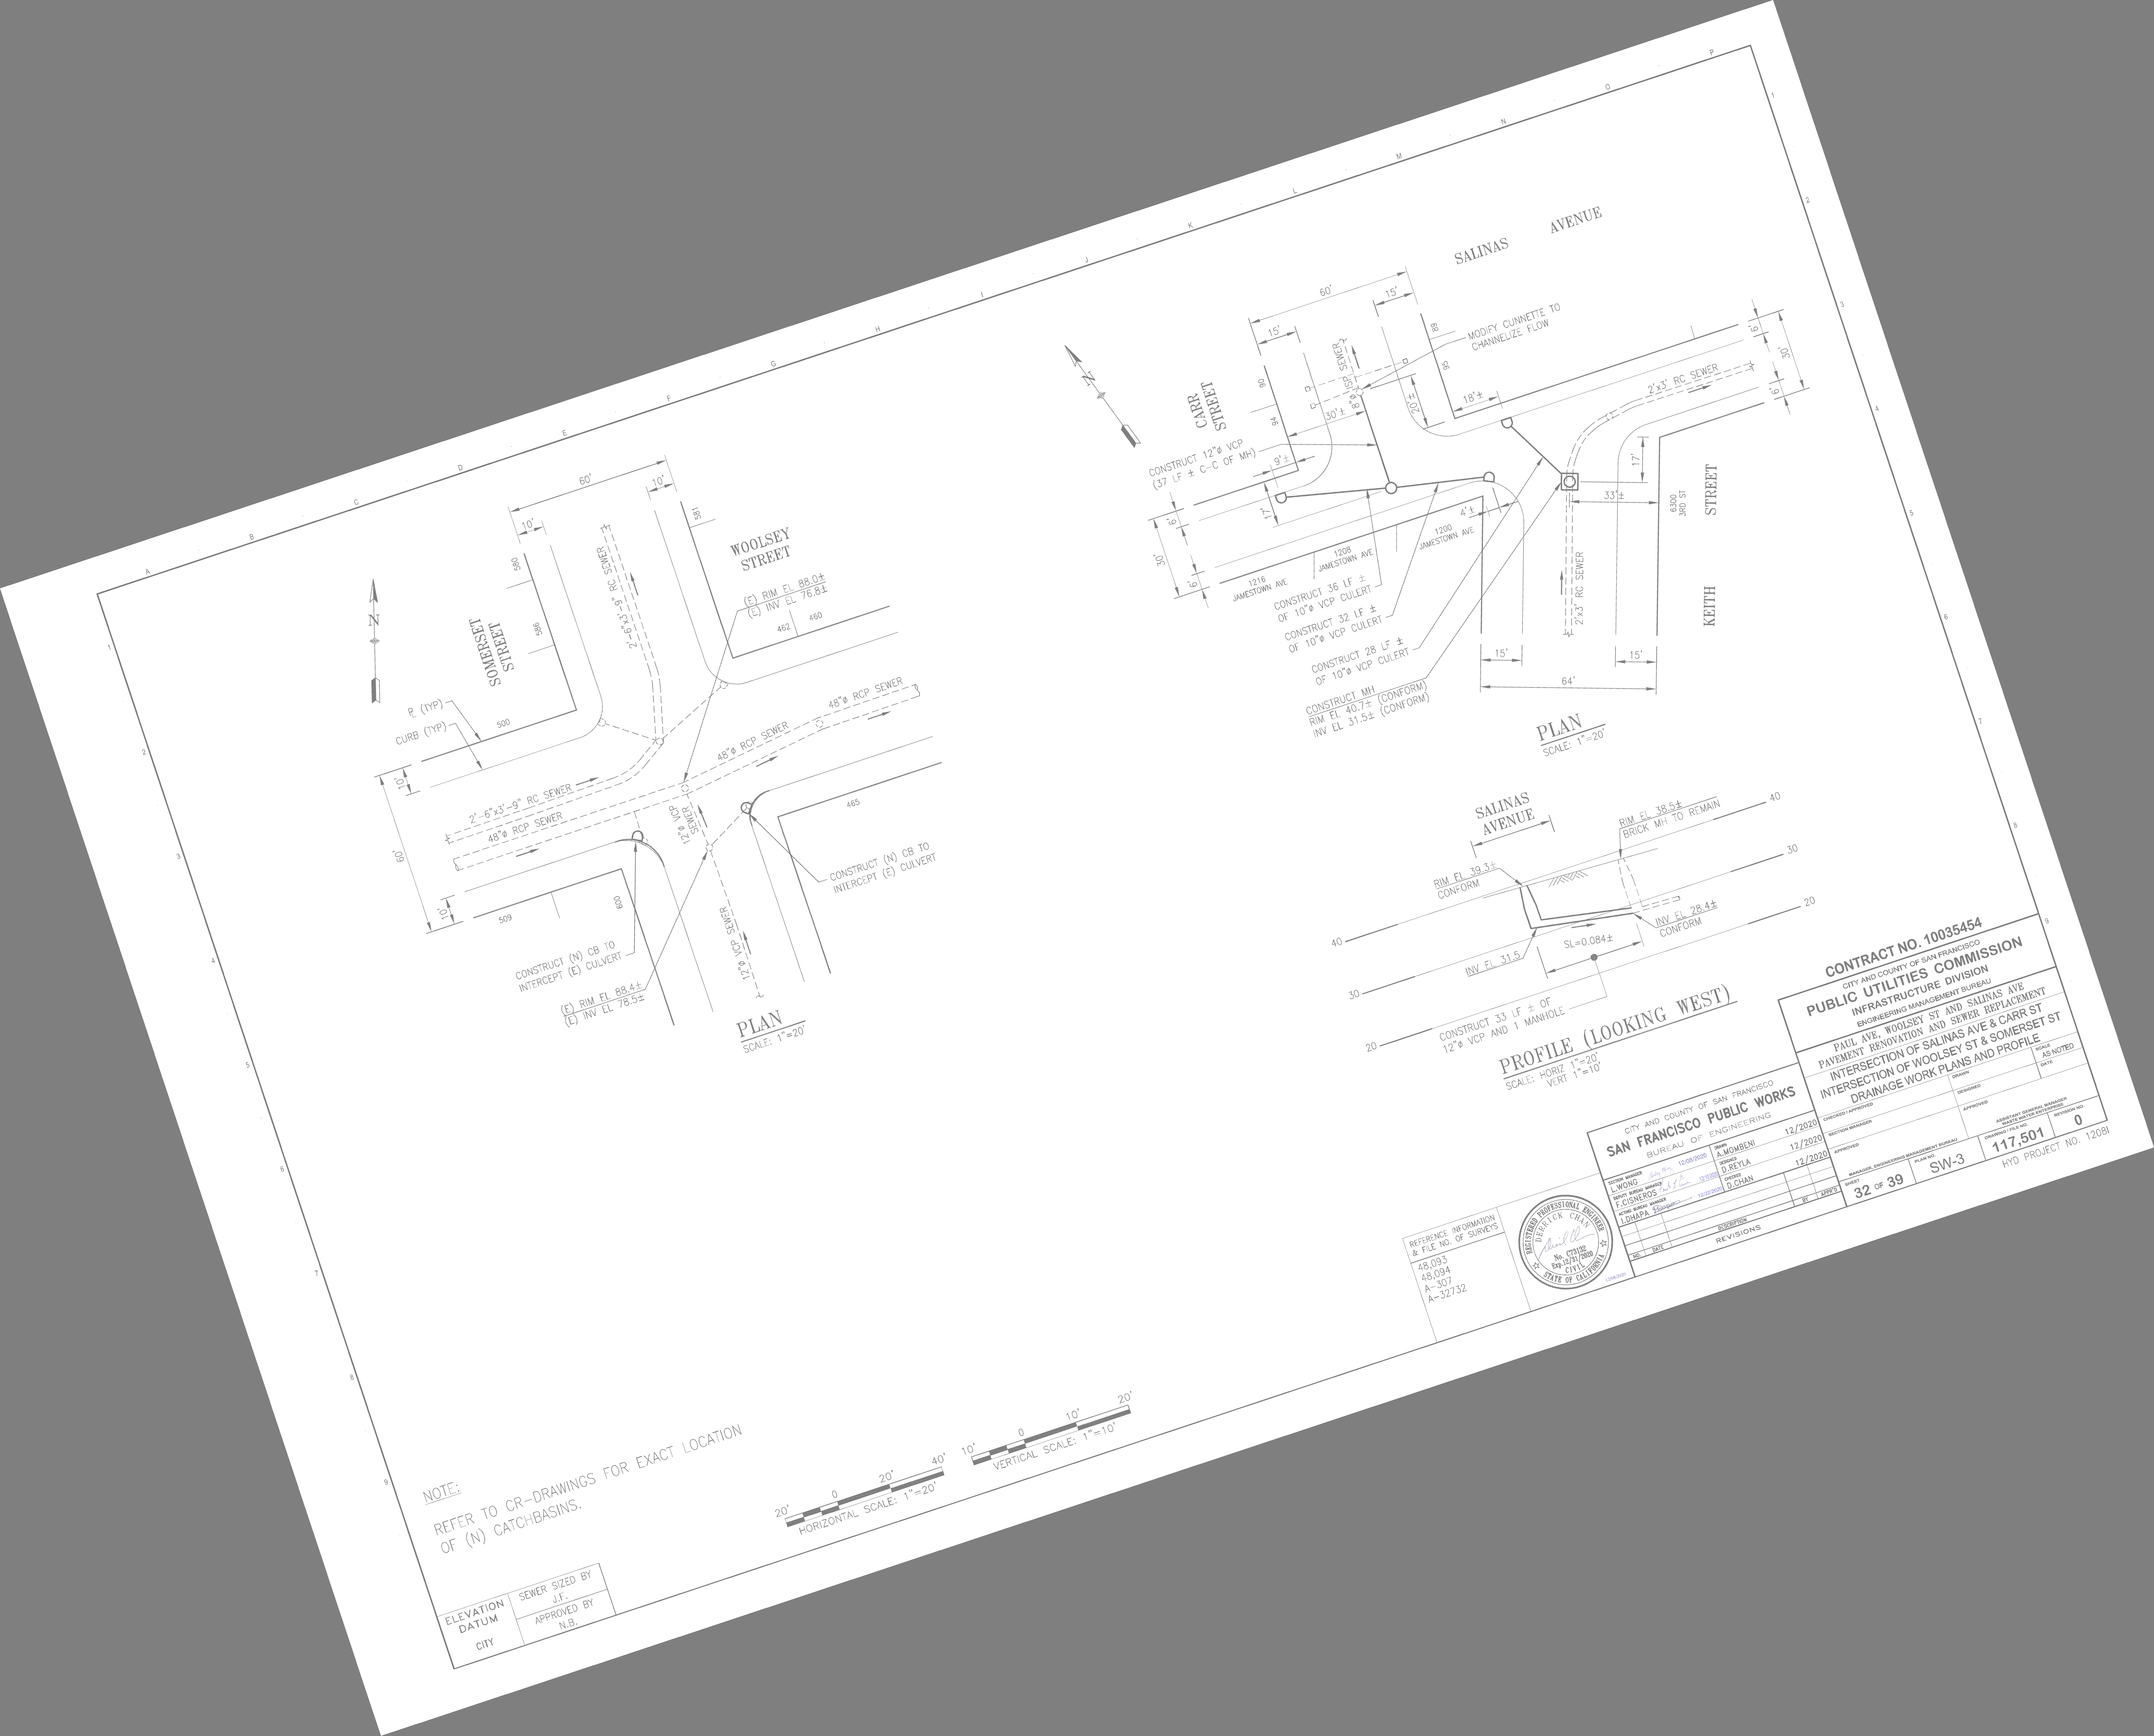 A
B
C
D
E
F
G
H
I
J
K
L
M
N
O
P
1
2
3
4
5
6
7
8
9
1
2
3
4
5
6
7
8
9
60'
10'
10'
580
586
581
WOOLSEY
STREET
SOMERSET
STREET
N
2'-6"x3'-9" RC SEWER
(E) RIM EL 88.0±
(E) INV EL 76.8±
462
460
PL (TYP)
CURB (TYP)
500
10'
60'
10'
2'-6"x3'-9" RC SEWER
48"ø RCP SEWER
48"ø RCP SEWER
48"ø RCP SEWER
12"ø VCP
SEWER
465
509
600
CONSTRUCT (N) CB TO
INTERCEPT (E) CULVERT
CONSTRUCT (N) CB TO
INTERCEPT (E) CULVERT
12"ø VCP SEWER
(E) RIM EL 88.4±
(E) INV EL 78.5±
PLAN
SCALE: 1"=20'
SALINAS AVENUE
60'
15'
15'
N
CARR
STREET
90
94
89
95
8"ø ISP SEWER
MODIFY CUNNETTE TO
CHANNELIZE FLOW
30'±
20'±
18'±
2'x3' RC SEWER
6'
30'
6'
CONSTRUCT 12"ø VCP
(37 LF ± C-C OF MH)
9'±
17'
6'
30'
6'
4'±
17'
33'±
6300
3RD ST
KEITH STREET
1216
JAMESTOWN AVE
1208
JAMESTOWN AVE
1200
JAMESTOWN AVE
2'x3' RC SEWER
CONSTRUCT 36 LF ±
OF 10"ø VCP CULERT
CONSTRUCT 32 LF ±
OF 10"ø VCP CULERT
CONSTRUCT 28 LF ±
OF 10"ø VCP CULERT
CONSTRUCT MH
RIM EL 40.7± (CONFORM)
INV EL 31.5± (CONFORM)
15'
15'
64'
PLAN
SCALE: 1"=20'
SALINAS
AVENUE
RIM EL 38.5±
BRICK MH TO REMAIN
RIM EL 39.3±
CONFORM
40
30
20
40
30
20
INV EL 31.5
SL=0.084±
INV EL 28.4±
CONFORM
CONSTRUCT 33 LF ± OF
12"ø VCP AND 1 MANHOLE
PROFILE (LOOKING WEST)
SCALE: HORIZ 1"=20'
VERT 1"=10'
NOTE:
REFER TO CR-DRAWINGS FOR EXACT LOCATION
OF (N) CATCHBASINS.
20'
0
20'
40'
HORIZONTAL SCALE: 1"=20'
10'
0
10'
20'
VERTICAL SCALE: 1"=10'
ELEVATION
DATUM
CITY
SEWER SIZED BY
J.F.
APPROVED BY
N.B.
REFERENCE INFORMATION
& FILE NO. OF SURVEYS
48,093
48,094
A-307
A-32732
REGISTERED PROFESSIONAL ENGINEER
DERRICK CHAN
No. C73132
Exp.12/31/2020
CIVIL
STATE OF CALIFORNIA
CITY AND COUNTY OF SAN FRANCISCO
SAN FRANCISCO PUBLIC WORKS
BUREAU OF ENGINEERING
SECTION MANAGER
L.WONG
12/08/2020
DEPUTY BUREAU MANAGER
F.CISNEROS
ACTING BUREAU MANAGER
I.DHAPA
DRAWN
A.MOMBENI
12/2020
DESIGNED
D.REYLA
12/2020
CHECKED
D.CHAN
12/2020
NO.
DATE
DESCRIPTION
BY
APP'D
REVISIONS
CONTRACT NO. 10035454
CITY AND COUNTY OF SAN FRANCISCO
PUBLIC UTILITIES COMMISSION
INFRASTRUCTURE DIVISION
ENGINEERING MANAGEMENT BUREAU
PAUL AVE, WOOLSEY ST AND SALINAS AVE
PAVEMENT RENOVATION AND SEWER REPLACEMENT
INTERSECTION OF SALINAS AVE & CARR ST
INTERSECTION OF WOOLSEY ST & SOMERSET ST
DRAINAGE WORK PLANS AND PROFILE
CHECKED / APPROVED
DRAWN
SCALE
AS NOTED
SECTION MANAGER
DESIGNED
DATE
APPROVED
APPROVED
MANAGER, ENGINEERING MANAGEMENT BUREAU
ASSISTANT GENERAL MANAGER
WASTE WATER ENTERPRISE
SHEET
32 OF 39
PLAN NO.
SW-3
DRAWING / FILE NO.
117,501
REVISION NO.
0
HYD PROJECT NO. 12081